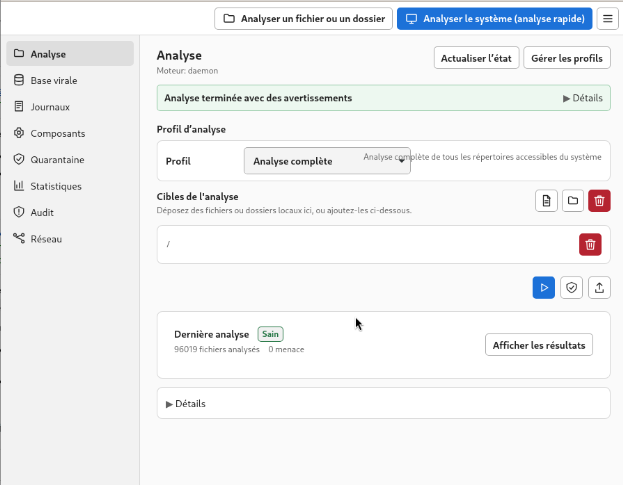 Analyser un fichier ou un dossier
Analyser le système (analyse rapide)
Analyse
Base virale
Journaux
Composants
Quarantaine
Statistiques
Audit
Réseau
Analyse
Moteur: daemon
Actualiser l’état
Gérer les profils
Analyse terminée avec des avertissements
▶ Détails
Profil d’analyse
Profil
Analyse complète
Analyse complète de tous les répertoires accessibles du système
Cibles de l'analyse
Déposez des fichiers ou dossiers locaux ici, ou ajoutez-les ci-dessous.
/
Dernière analyse Sain
96019 fichiers analysés 0 menace
Afficher les résultats
▶ Détails